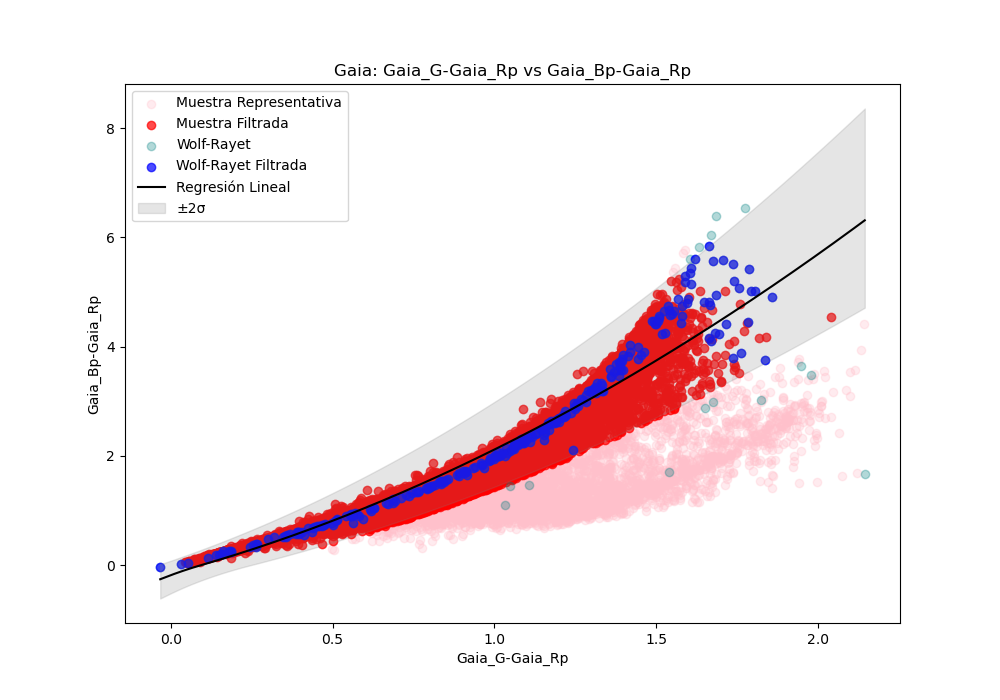 Gaia: Gaia_G-Gaia_Rp vs Gaia_Bp-Gaia_Rp
Muestra Representativa
Muestra Filtrada
Wolf-Rayet
Wolf-Rayet Filtrada
Regresión Lineal
±2σ
Gaia_Bp-Gaia_Rp
8
6
4
2
0
0.0 0.5 1.0 1.5 2.0
Gaia_G-Gaia_Rp